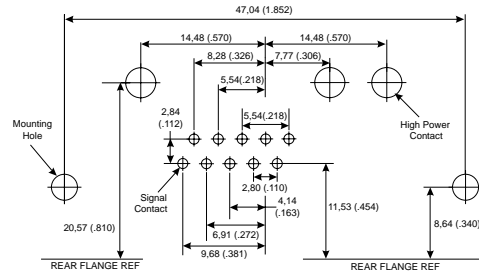 47,04 (1.852)
14,48 (.570)
14,48 (.570)
8,28 (.326)
7,77 (.306)
5,54(.218)
5,54(.218)
2,84
(.112)
Mounting
Hole
High Power
Contact
Signal
Contact
2,80 (.110)
4,14
(.163)
11,53 (.454)
20,57 (.810)
6,91 (.272)
8,64 (.340)
9,68 (.381)
REAR FLANGE REF
REAR FLANGE REF